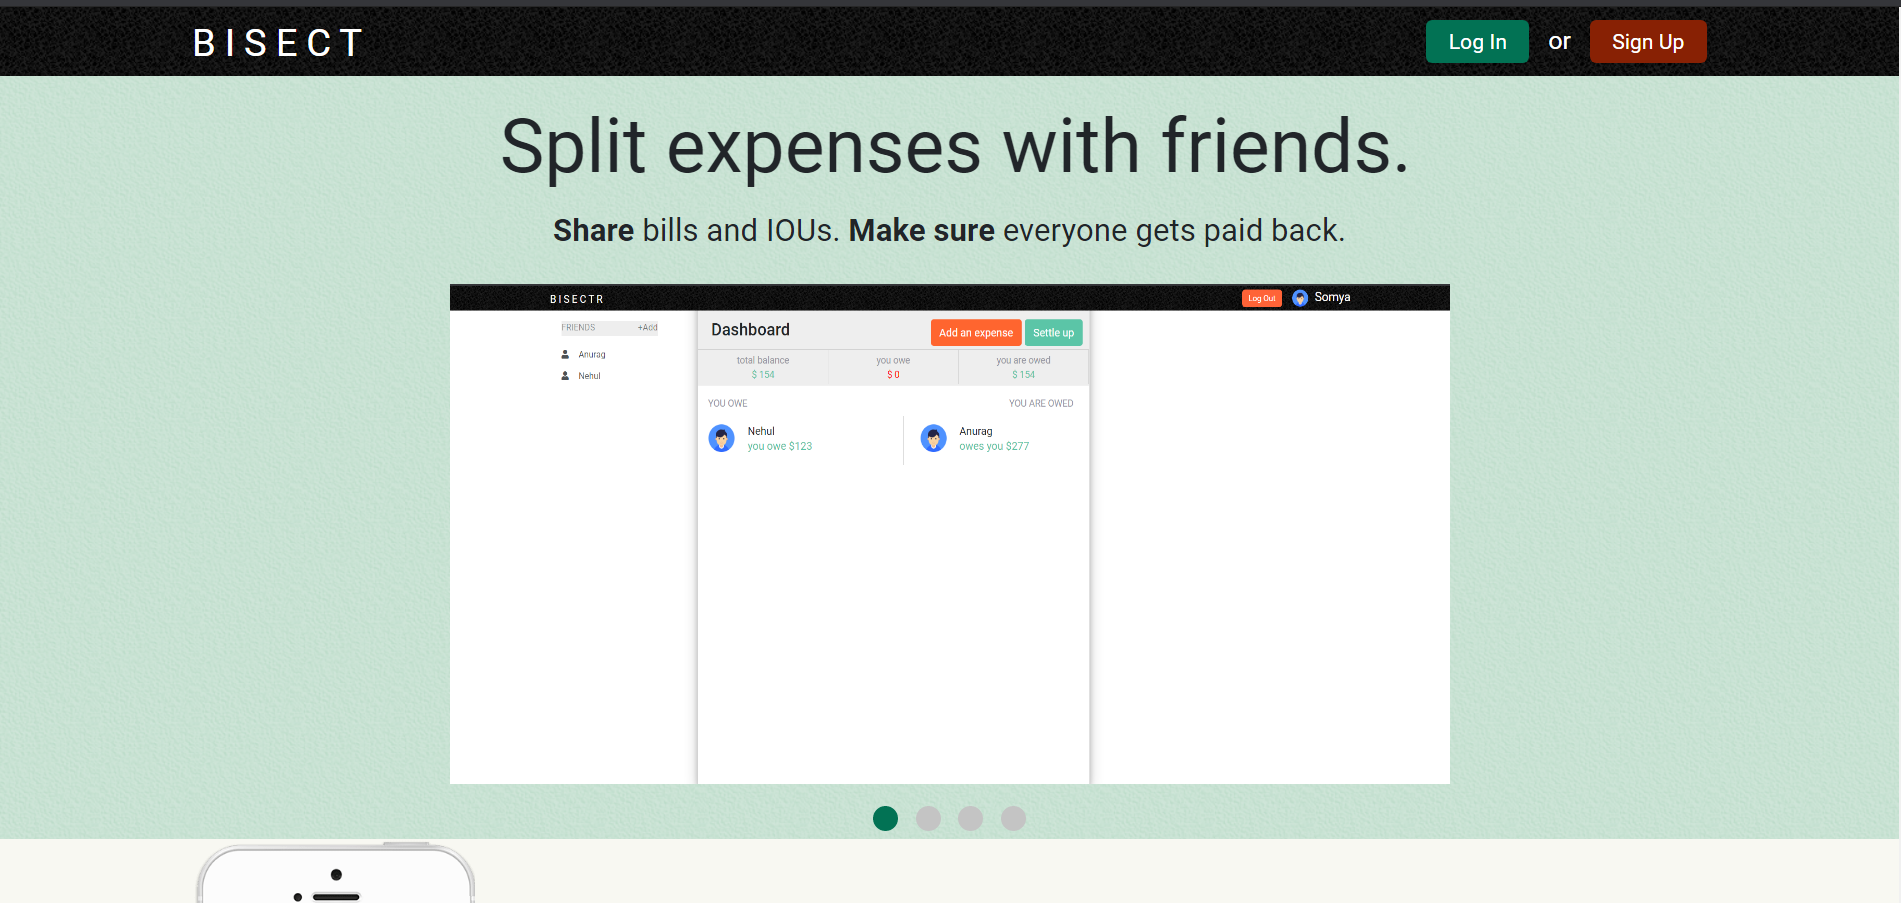 BISECT
Log In or Sign Up
Split expenses with friends.
Share bills and IOUs. Make sure everyone gets paid back.
BISECTR
Log Out Somya
FRIENDS +Add
Anurag
Nehul
Dashboard
Add an expense Settle up
total balance you owe you are owed
$ 154 $ 0 $ 154
YOU OWE YOU ARE OWED
Nehul Anurag
you owe $123 owes you $277